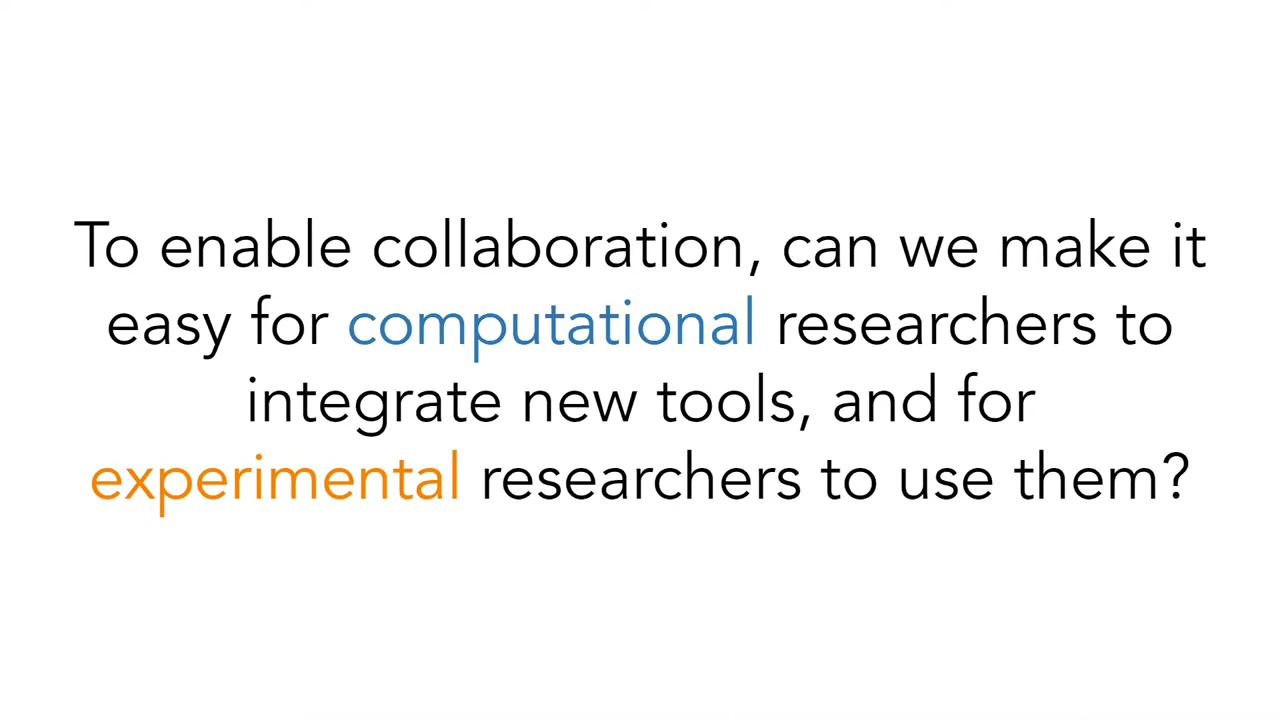 To enable collaboration, can we make it
easy for computational researchers to
integrate new tools, and for
experimental researchers to use them?